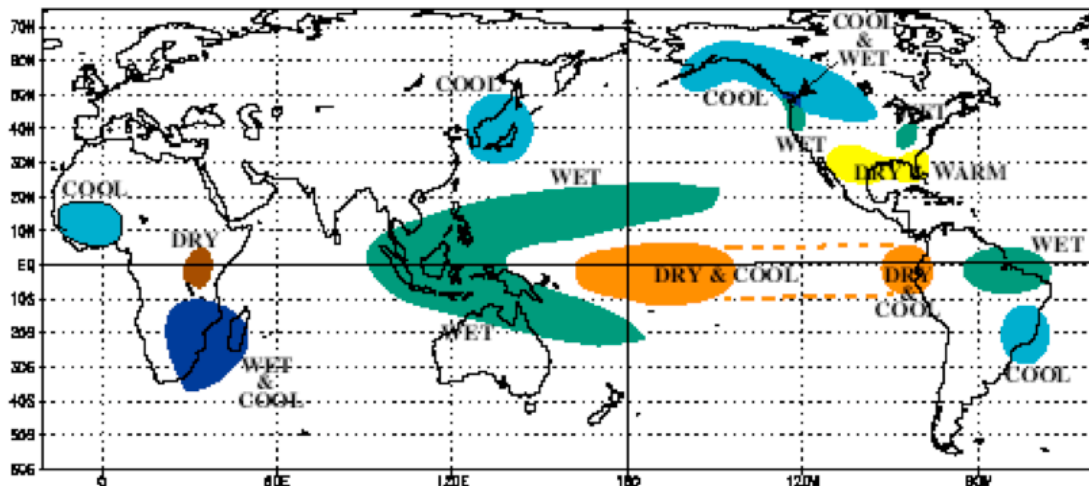 COOL
&
WET
COOL
COOL
WET
WET
DRY & WARM
COOL
WET
DRY
DRY & COOL
DRY
&
COOL
WET
WET
WET
&
COOL
COOL
70N
60N
50N
40N
30N
20N
10N
EQ
10S
20S
30S
40S
50S
60S
0
60E
120E
180
120W
60W